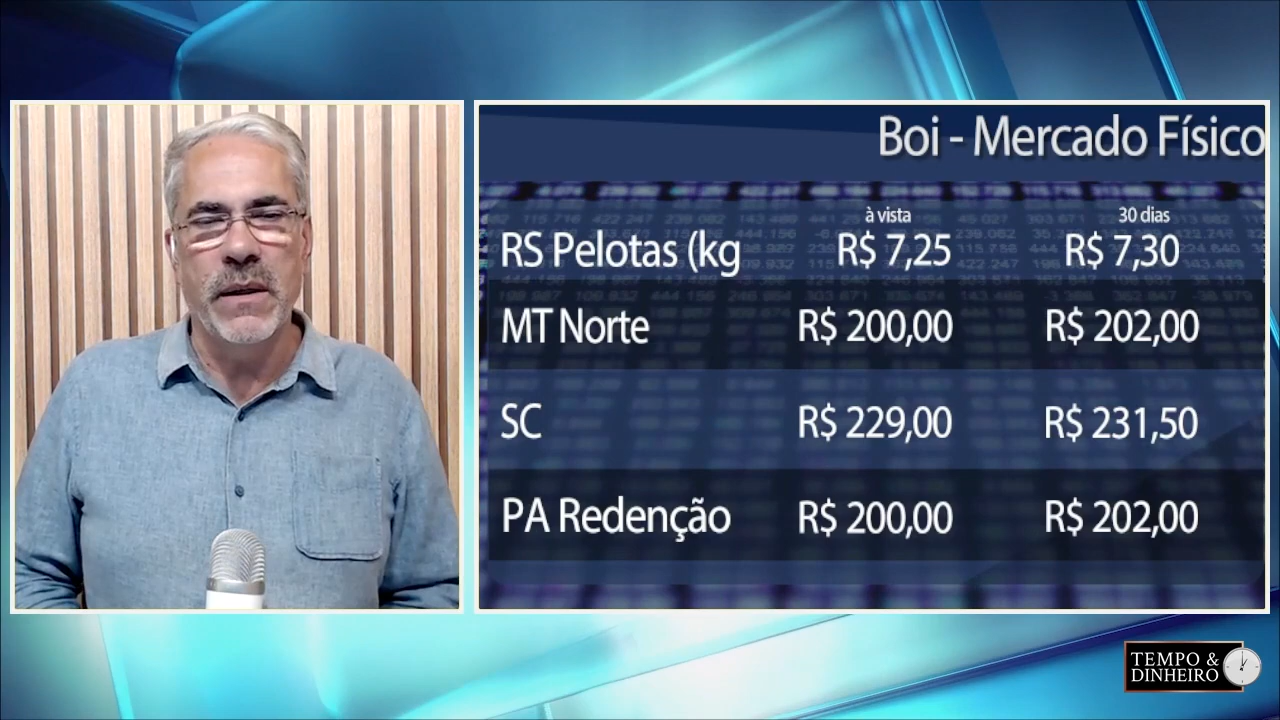 Boi - Mercado Físico
à vista 30 dias
RS Pelotas (kg R$ 7,25 R$ 7,30
MT Norte R$ 200,00 R$ 202,00
SC R$ 229,00 R$ 231,50
PA Redenção R$ 200,00 R$ 202,00
TEMPO &
DINHEIRO